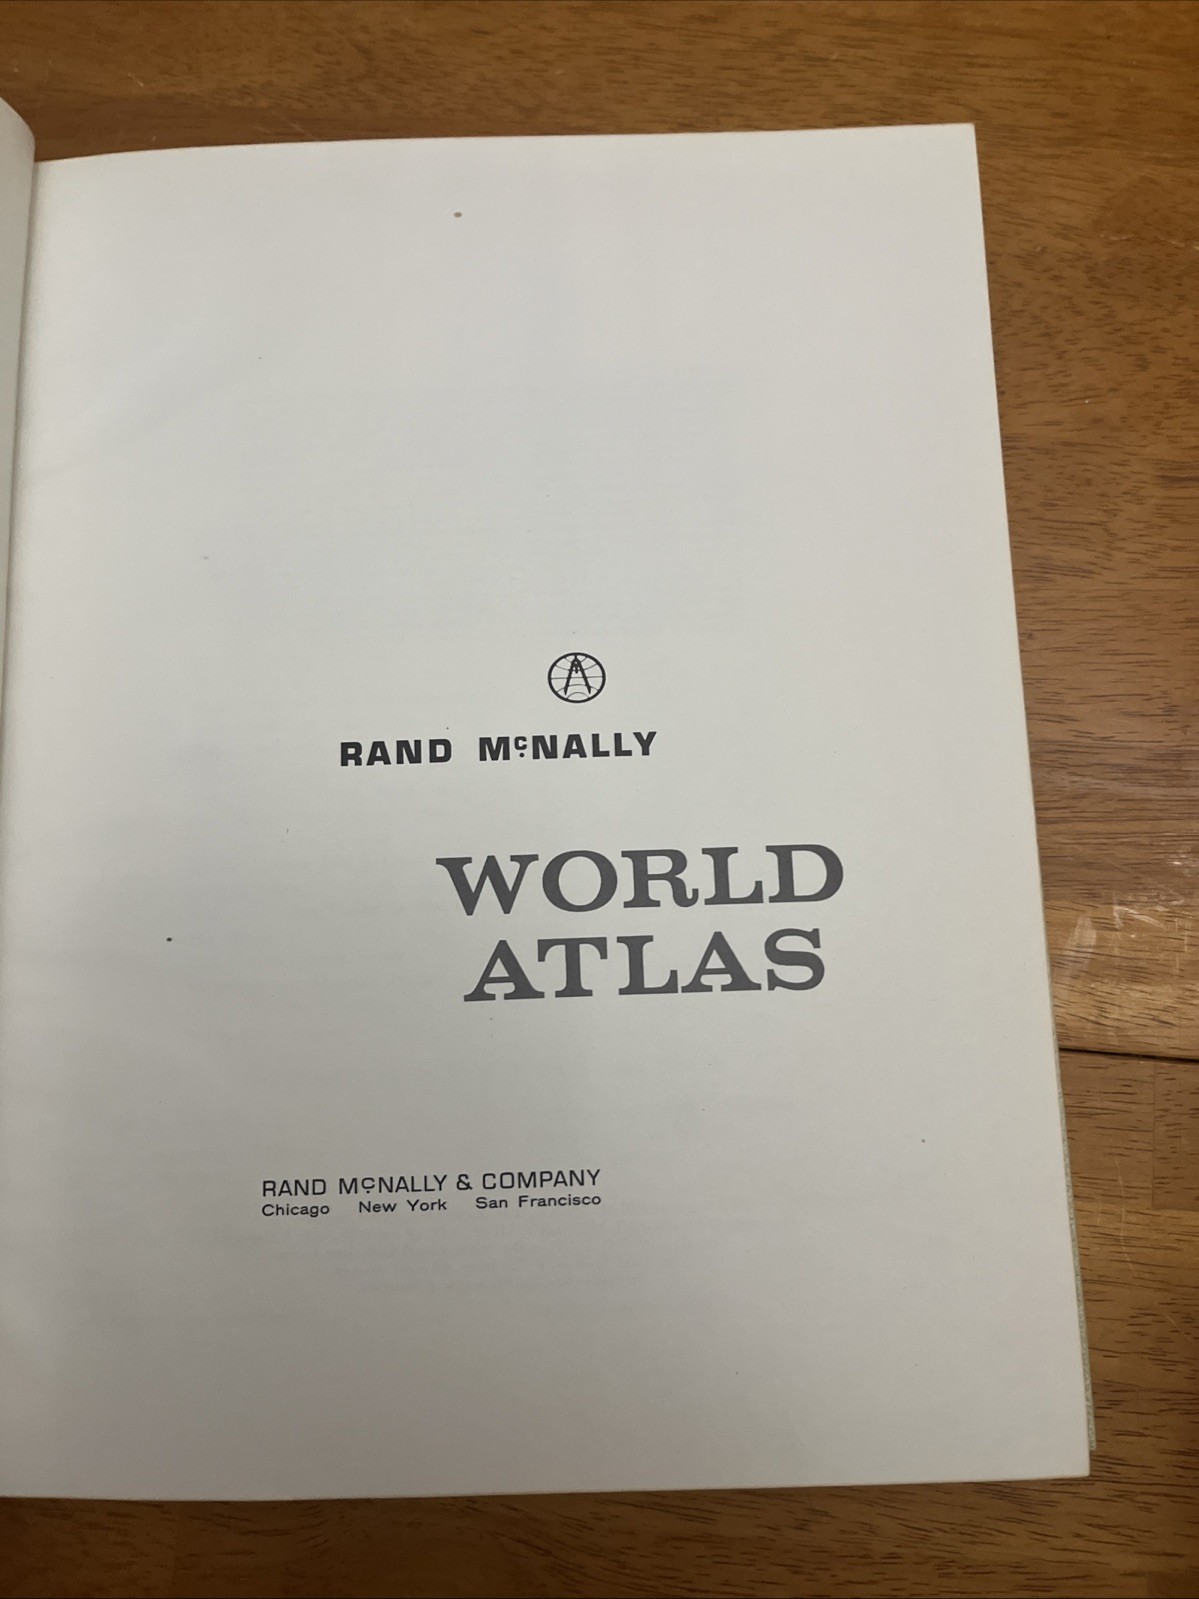 RAND McNALLY
WORLD
ATLAS
RAND McNALLY & COMPANY
Chicago New York San Francisco